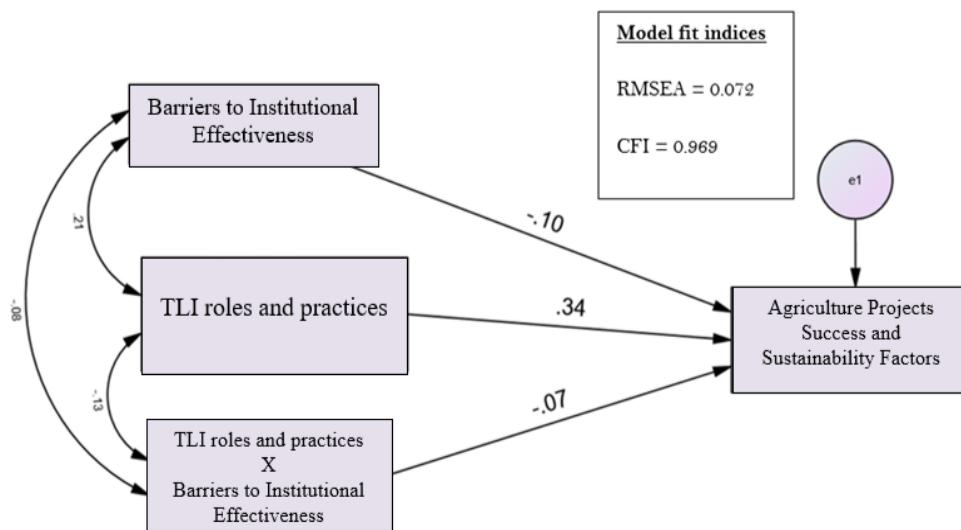 Model fit indices
RMSEA = 0.072
CFI = 0.969
Barriers to Institutional
Effectiveness
e1
.21
-.10
-.08
TLI roles and practices
.34
Agriculture Projects
Success and
Sustainability Factors
-.13
-.07
TLI roles and practices
X
Barriers to Institutional
Effectiveness